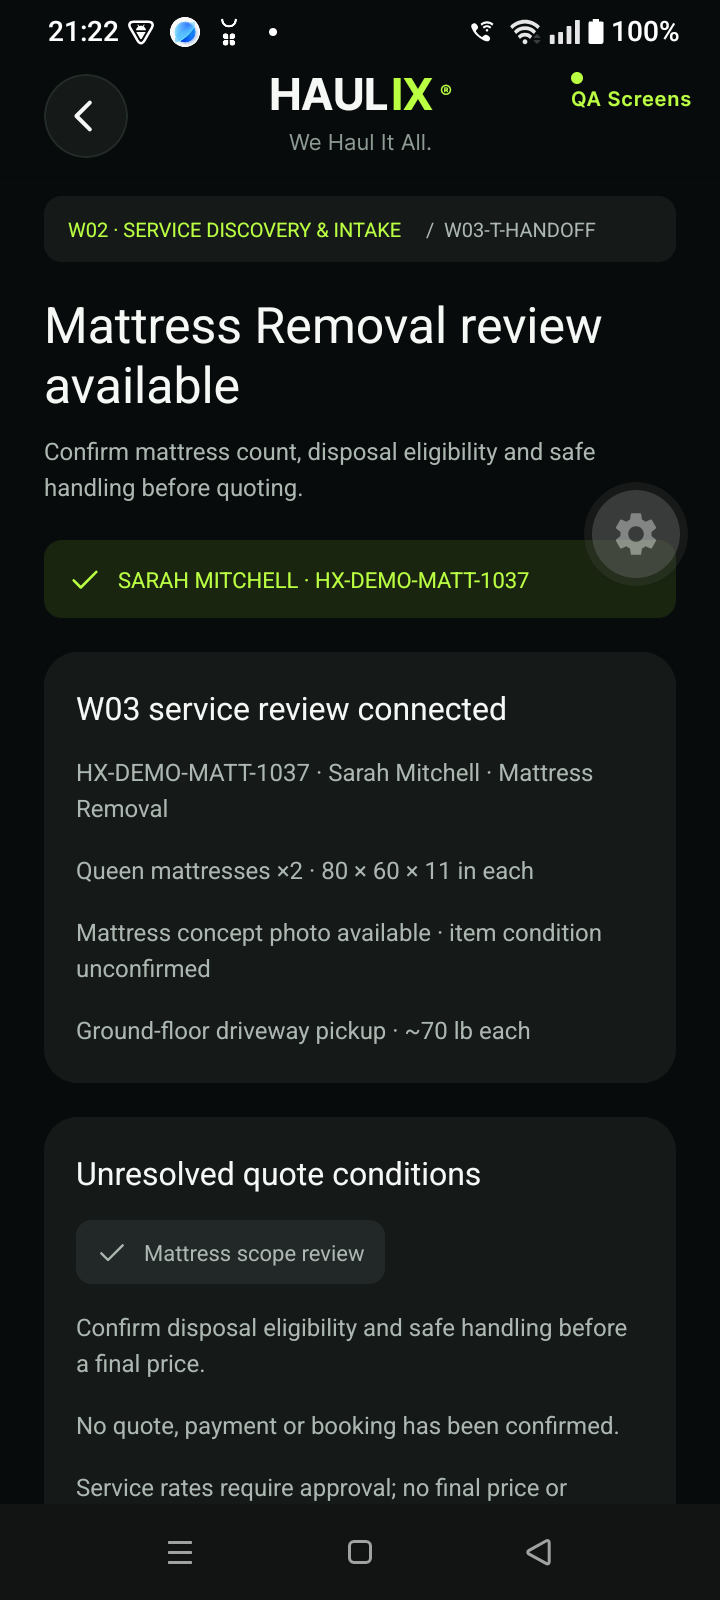 21:22
100%
HAULIX ®
We Haul It All.
QA Screens
W02 · SERVICE DISCOVERY & INTAKE / W03-T-HANDOFF
Mattress Removal review
available
Confirm mattress count, disposal eligibility and safe
handling before quoting.
SARAH MITCHELL · HX-DEMO-MATT-1037
W03 service review connected
HX-DEMO-MATT-1037 · Sarah Mitchell · Mattress
Removal
Queen mattresses ×2 · 80 × 60 × 11 in each
Mattress concept photo available · item condition
unconfirmed
Ground-floor driveway pickup · ~70 lb each
Unresolved quote conditions
Mattress scope review
Confirm disposal eligibility and safe handling before
a final price.
No quote, payment or booking has been confirmed.
Service rates require approval; no final price or